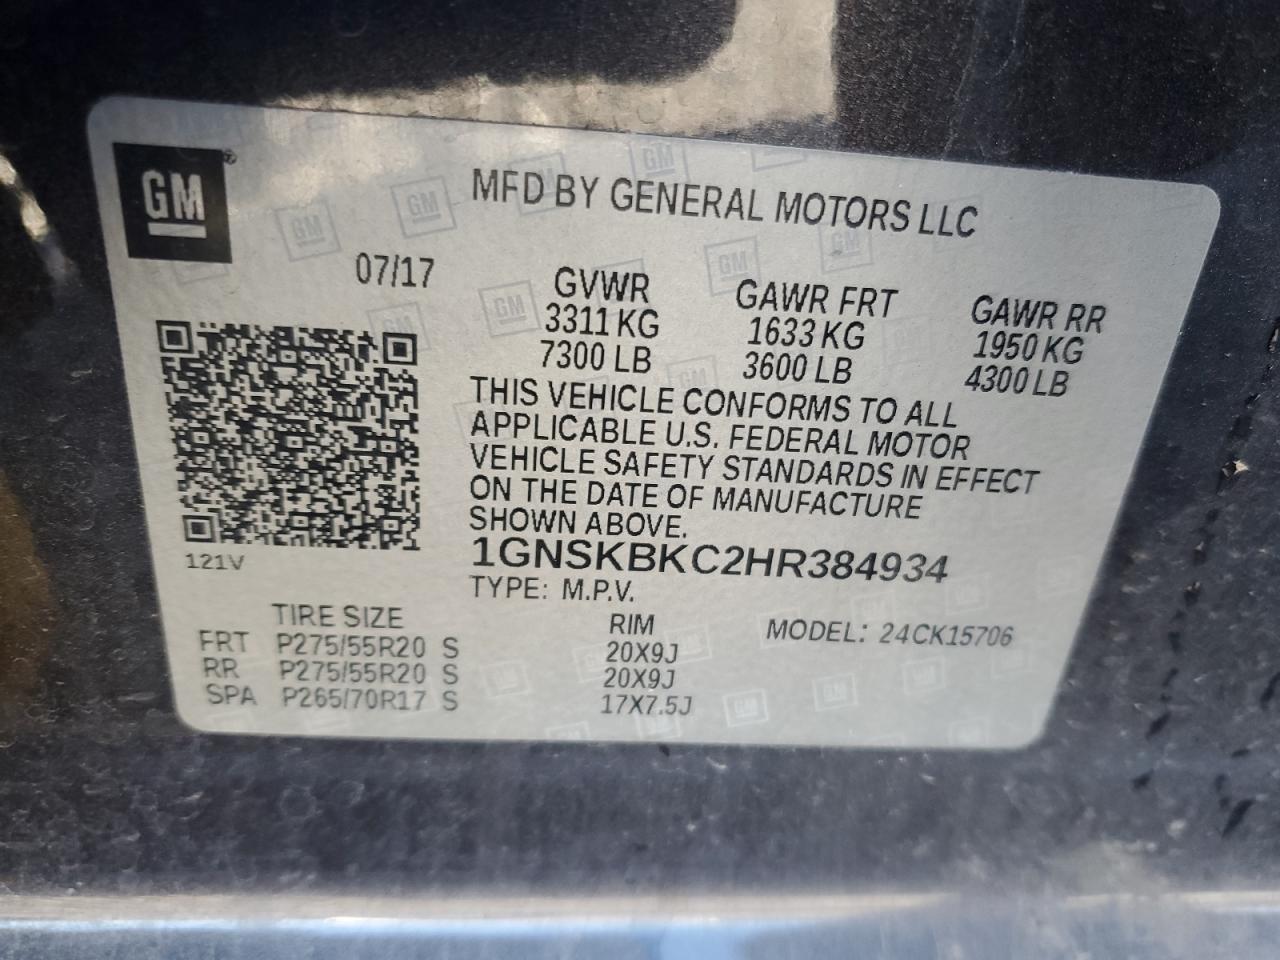 GM
MFD BY GENERAL MOTORS LLC
07/17
GVWR GAWR FRT GAWR RR
3311 KG 1633 KG 1950 KG
7300 LB 3600 LB 4300 LB
THIS VEHICLE CONFORMS TO ALL
APPLICABLE U.S. FEDERAL MOTOR
VEHICLE SAFETY STANDARDS IN EFFECT
ON THE DATE OF MANUFACTURE
SHOWN ABOVE.
121V
1GNSKBKC2HR384934
TYPE: M.P.V.
TIRE SIZE RIM MODEL: 24CK15706
FRT P275/55R20 S 20X9J
RR P275/55R20 S 20X9J
SPA P265/70R17 S 17X7.5J